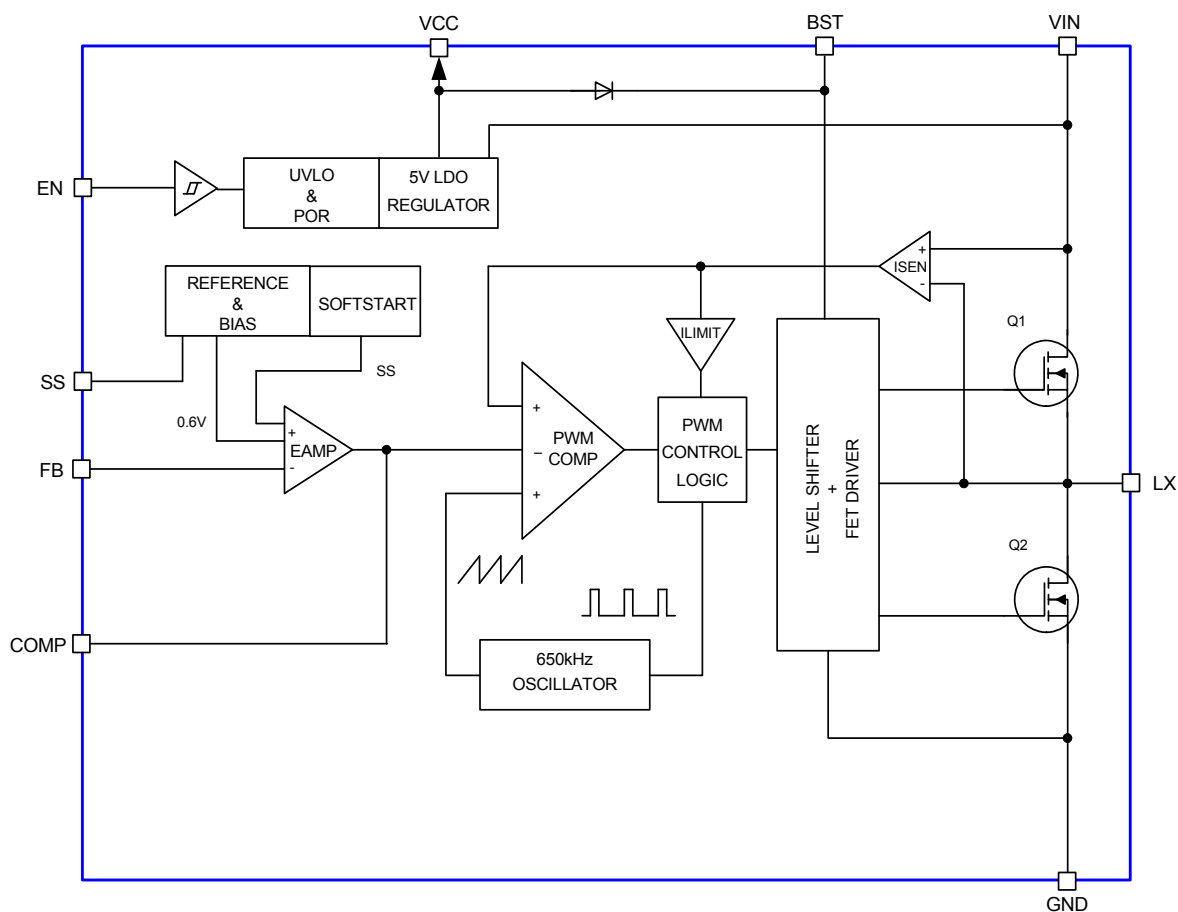 VCC
BST
VIN
EN
UVLO
&
POR
5V LDO
REGULATOR
REFERENCE
&
BIAS
SOFTSTART
+
ISEN
-
ILIMIT
Q1
SS
SS
0.6V
+
EAMP
-
FB
+
PWM
COMP
−
+
PWM
CONTROL
LOGIC
LEVEL SHIFTER
+
FET DRIVER
LX
Q2
COMP
650kHz
OSCILLATOR
GND